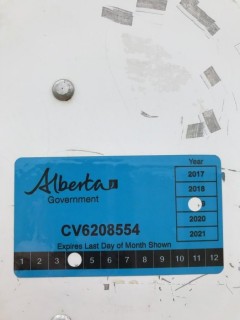 Year
2017
2018
Alberta
Government
2020
CV6208554
2021
Expires Last Day of Month Shown
1 2 3 5 6 7 8 9 10 11 12